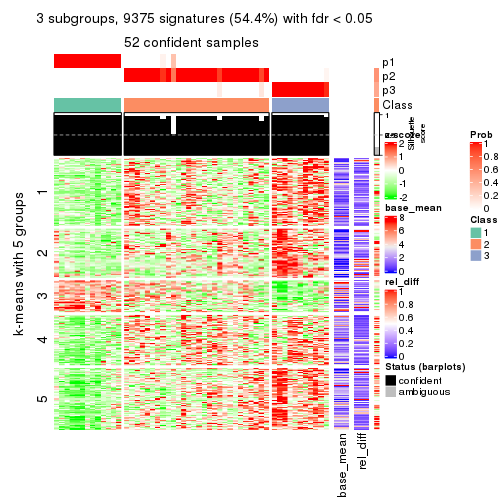 3 subgroups, 9375 signatures (54.4%) with fdr < 0.05
52 confident samples
p1
p2
p3
Class
1
Silhouette
score
z-score
2
1
0
-1
-2
Prob
1
0.8
0.6
0.4
0.2
0
base_mean
8
6
4
2
0
Class
1
2
3
rel_diff
1
0.8
0.6
0.4
0.2
0
Status (barplots)
confident
ambiguous
k-means with 5 groups
1
2
3
4
5
base_mean
rel_diff